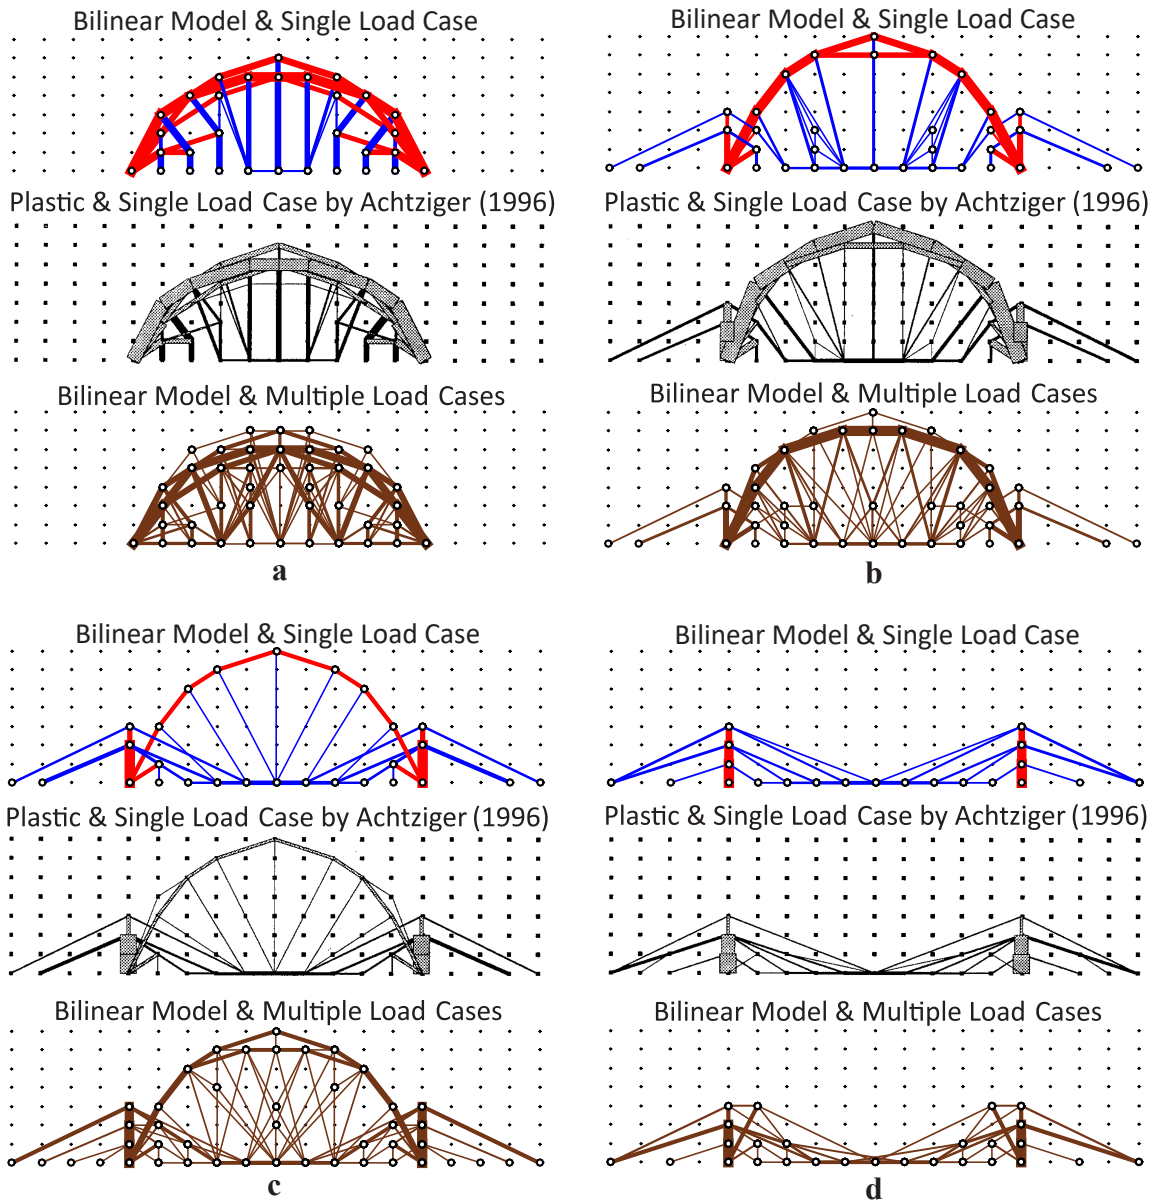 Bilinear Model & Single Load Case
Plastic & Single Load Case by Achtziger (1996)
Bilinear Model & Multiple Load Cases
a
Bilinear Model & Single Load Case
Plastic & Single Load Case by Achtziger (1996)
Bilinear Model & Multiple Load Cases
b
Bilinear Model & Single Load Case
Plastic & Single Load Case by Achtziger (1996)
Bilinear Model & Multiple Load Cases
c
Bilinear Model & Single Load Case
Plastic & Single Load Case by Achtziger (1996)
Bilinear Model & Multiple Load Cases
d